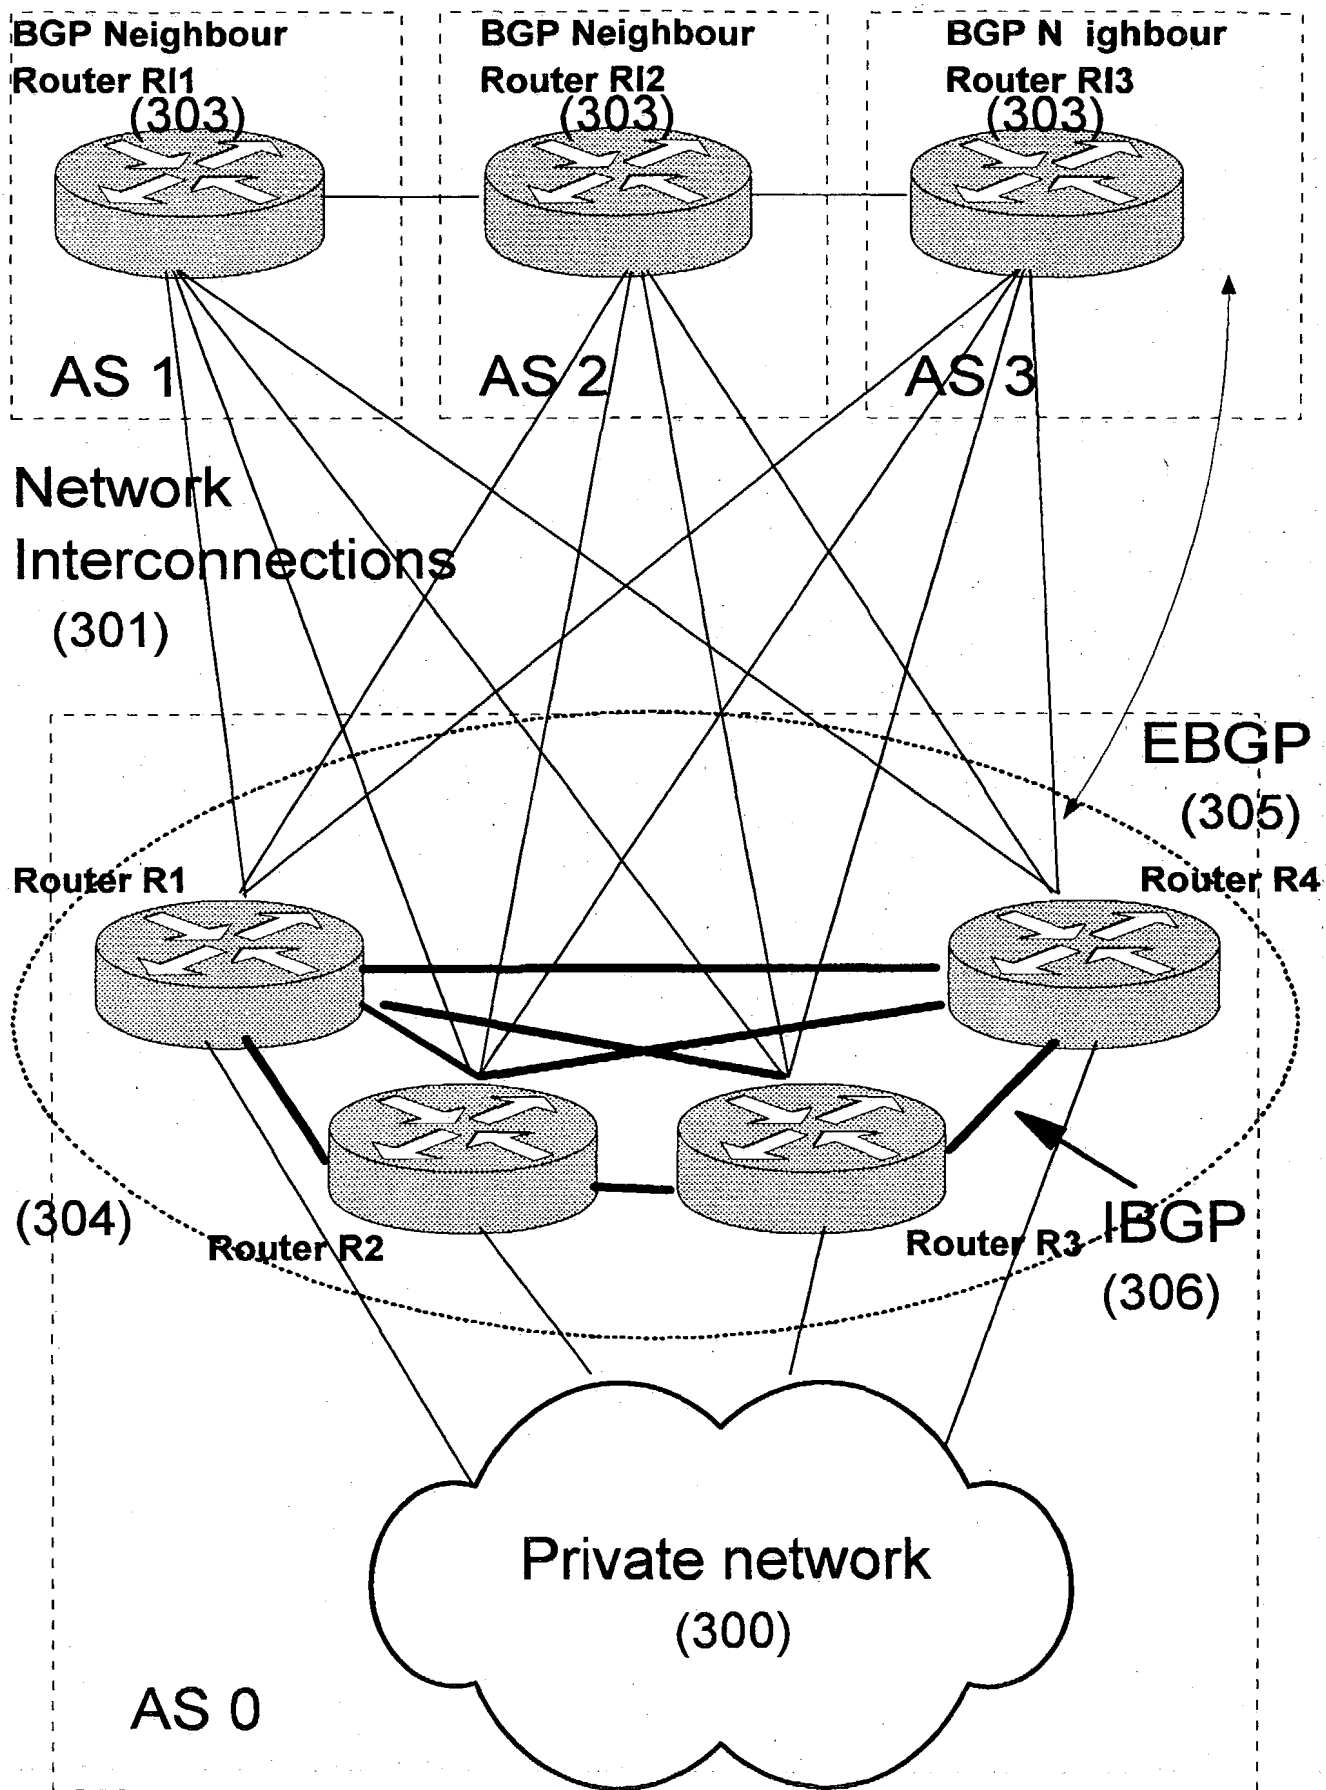 BGP Neighbour
Router RI1
(303)
BGP Neighbour
Router RI2
(303)
BGP N ighbour
Router RI3
(303)
AS 1
AS 2
AS 3
Network
Interconnections
(301)
EBGP
(305)
Router R1
Router R4
(304)
Router R2
Router R3
IBGP
(306)
Private network
(300)
AS 0